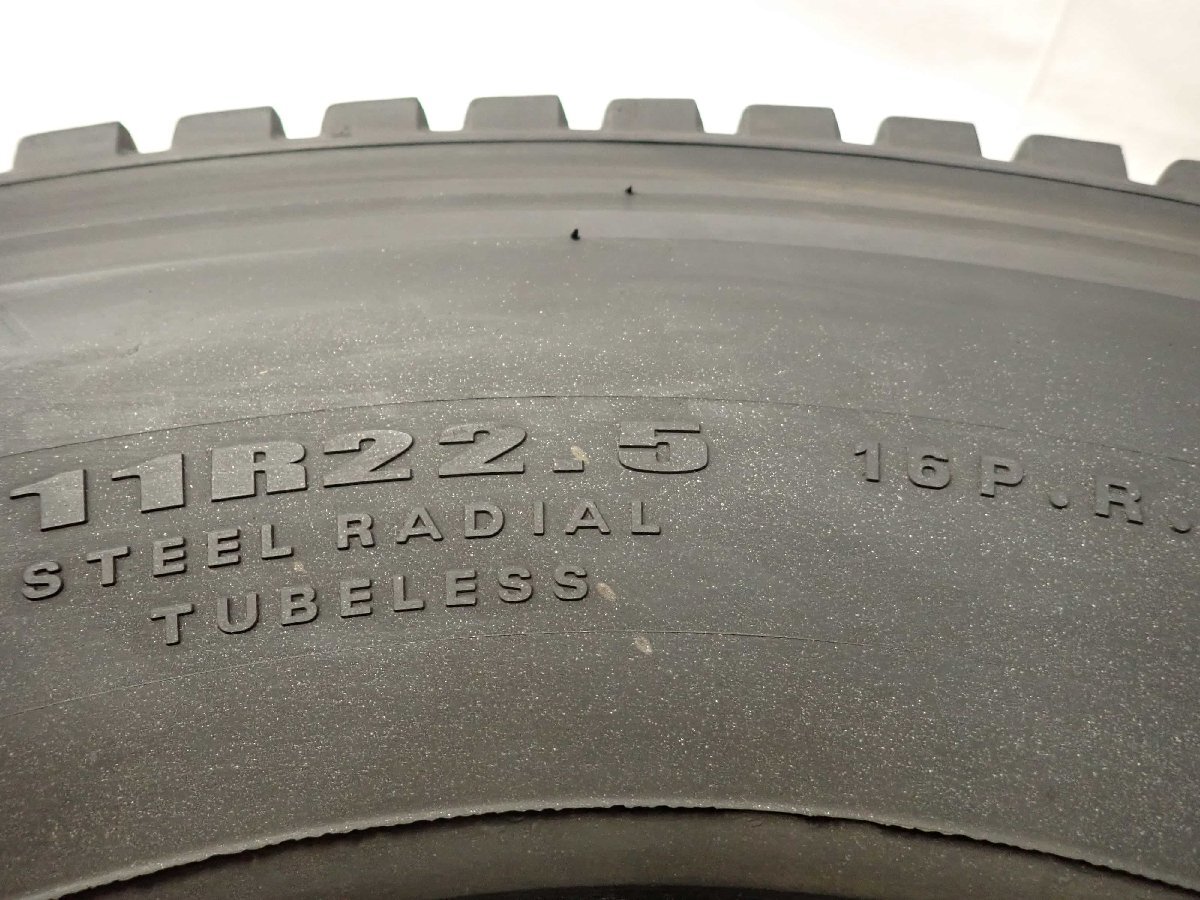 11R22.5 16P.R.
STEEL RADIAL
TUBELESS